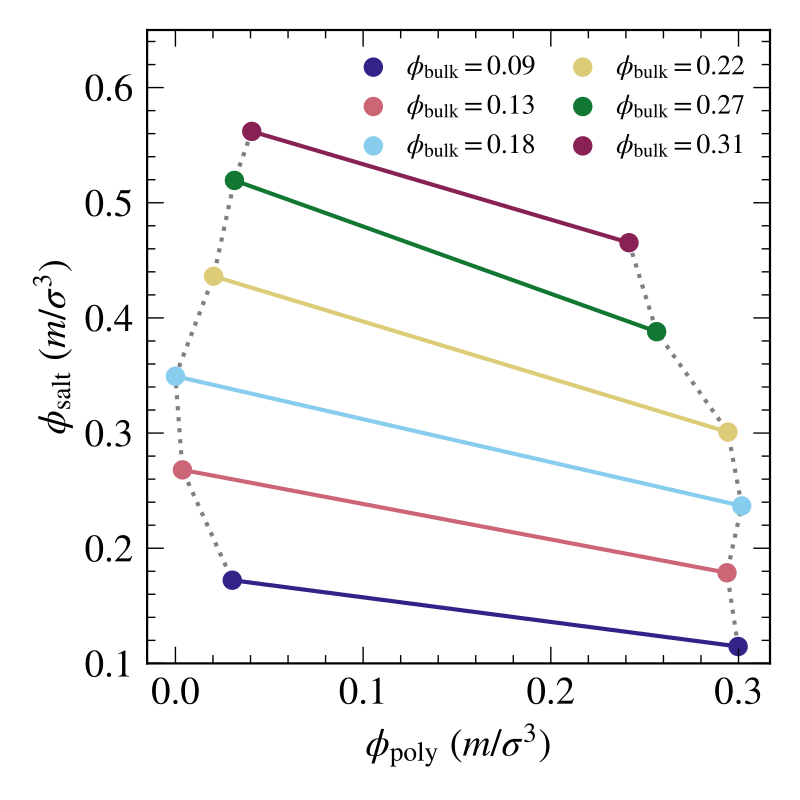 ϕbulk = 0.09
ϕbulk = 0.13
ϕbulk = 0.18
ϕbulk = 0.22
ϕbulk = 0.27
ϕbulk = 0.31
0.6
0.5
0.4
0.3
0.2
0.1
ϕsalt (m/σ³)
0.0 0.1 0.2 0.3
ϕpoly (m/σ³)